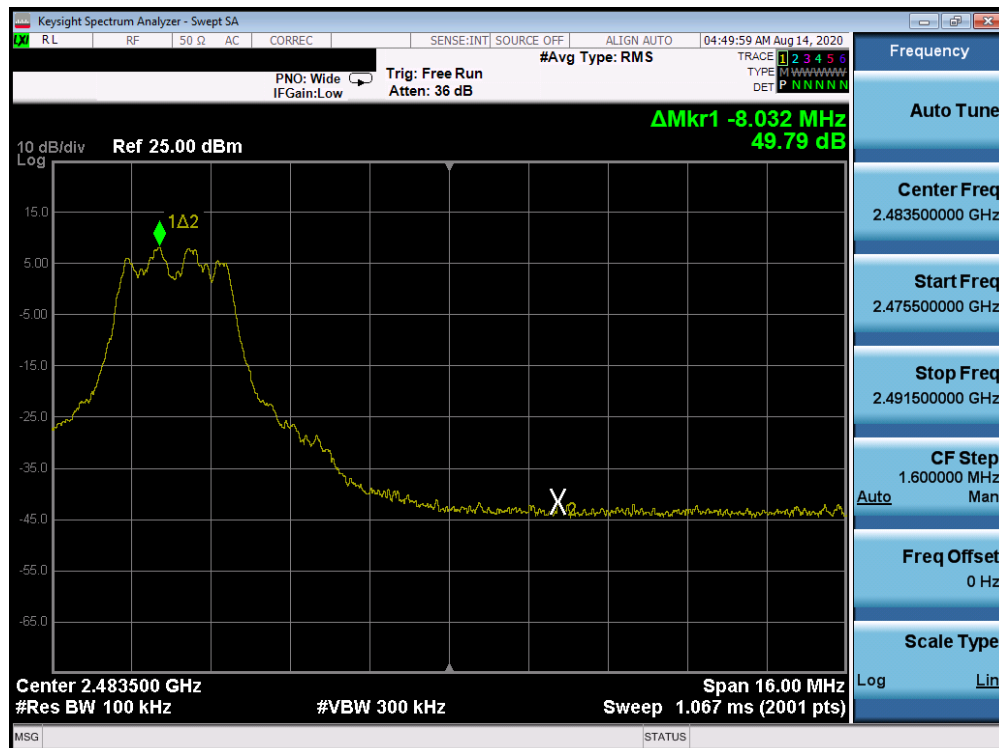 Keysight Spectrum Analyzer - Swept SA
LXI RL RF 50 Ω AC CORREC SENSE:INT SOURCE OFF ALIGN AUTO 04:49:59 AM Aug 14, 2020
#Avg Type: RMS
TRACE 1 2 3 4 5 6
PNO: Wide Trig: Free Run
TYPE M WWWWW
IFGain:Low Atten: 36 dB
DET P N N N N N
ΔMkr1 -8.032 MHz
49.79 dB
10 dB/div Ref 25.00 dBm
Log
15.0
1Δ2
5.00
-5.00
-15.0
-25.0
-35.0
-45.0
-55.0
-65.0
Center 2.483500 GHz Span 16.00 MHz
#Res BW 100 kHz #VBW 300 kHz Sweep 1.067 ms (2001 pts)
MSG STATUS
Frequency
Auto Tune
Center Freq
2.483500000 GHz
Start Freq
2.475500000 GHz
Stop Freq
2.491500000 GHz
CF Step
1.600000 MHz
Auto Man
Freq Offset
0 Hz
Scale Type
Log Lin